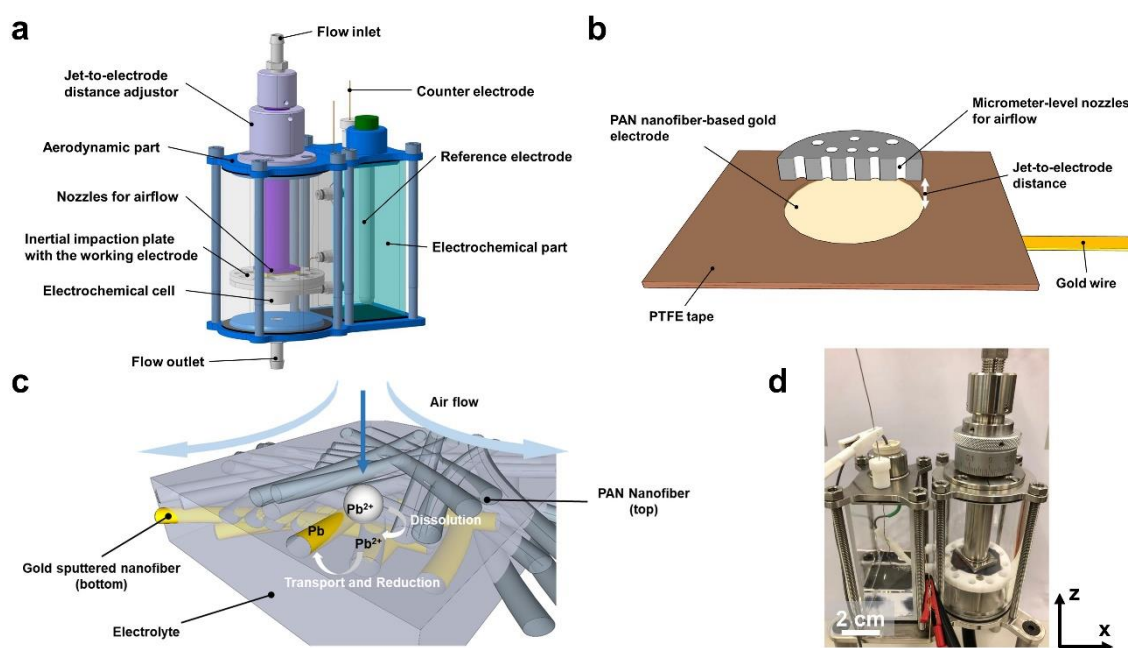 a
Flow inlet
Jet-to-electrode
distance adjustor
Counter electrode
Aerodynamic part
Reference electrode
Nozzles for airflow
Inertial impaction plate
with the working electrode
Electrochemical part
Electrochemical cell
Flow outlet
b
PAN nanofiber-based gold
electrode
Micrometer-level nozzles
for airflow
Jet-to-electrode
distance
Gold wire
PTFE tape
c
Air flow
PAN Nanofiber
(top)
Pb2+
Dissolution
Pb
Pb2+
Transport and Reduction
Gold sputtered nanofiber
(bottom)
Electrolyte
d
2 cm
z
x